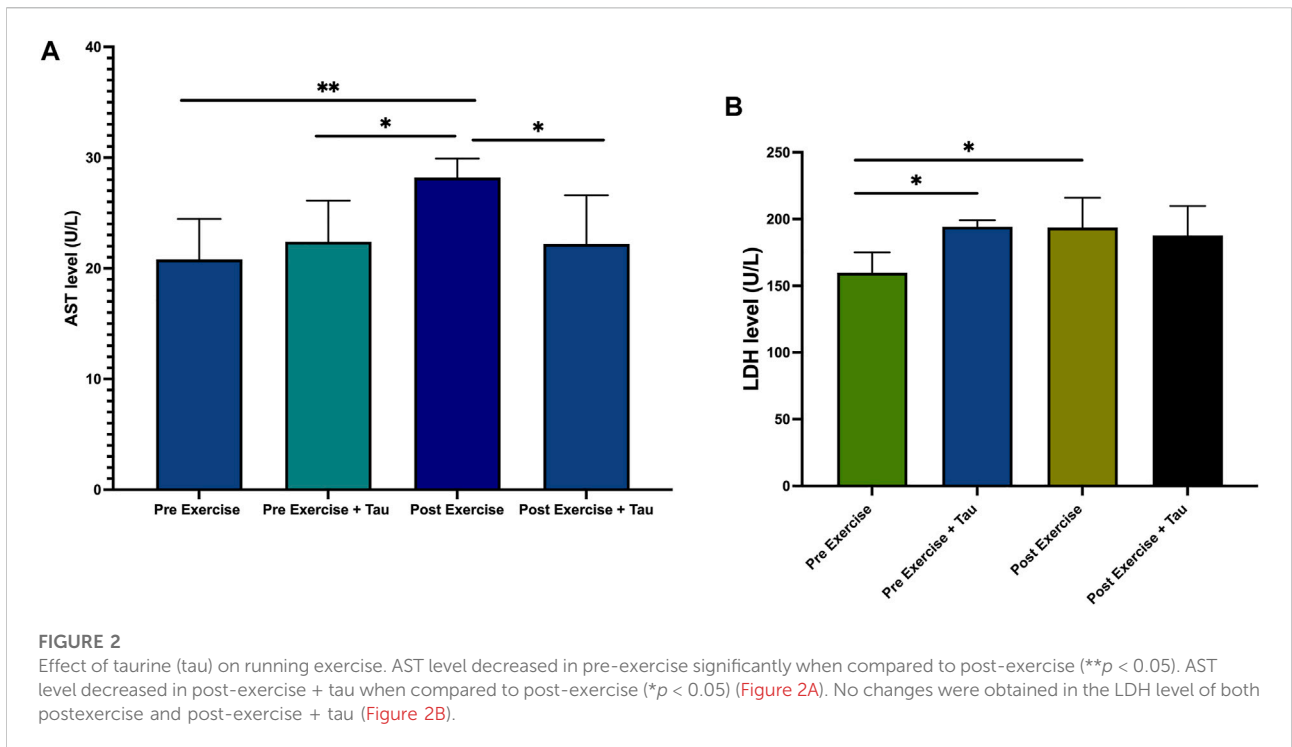 A
40
30
20
10
0
AST level (U/L)
**
*
*
Pre Exercise
Pre Exercise + Tau
Post Exercise
Post Exercise + Tau
B
250
200
150
100
50
0
LDH level (U/L)
*
*
Pre Exercise
Pre Exercise + Tau
Post Exercise
Post Exercise + Tau
FIGURE 2
Effect of taurine (tau) on running exercise. AST level decreased in pre-exercise significantly when compared to post-exercise (**p < 0.05). AST
level decreased in post-exercise + tau when compared to post-exercise (*p < 0.05) (Figure 2A). No changes were obtained in the LDH level of both
postexercise and post-exercise + tau (Figure 2B).